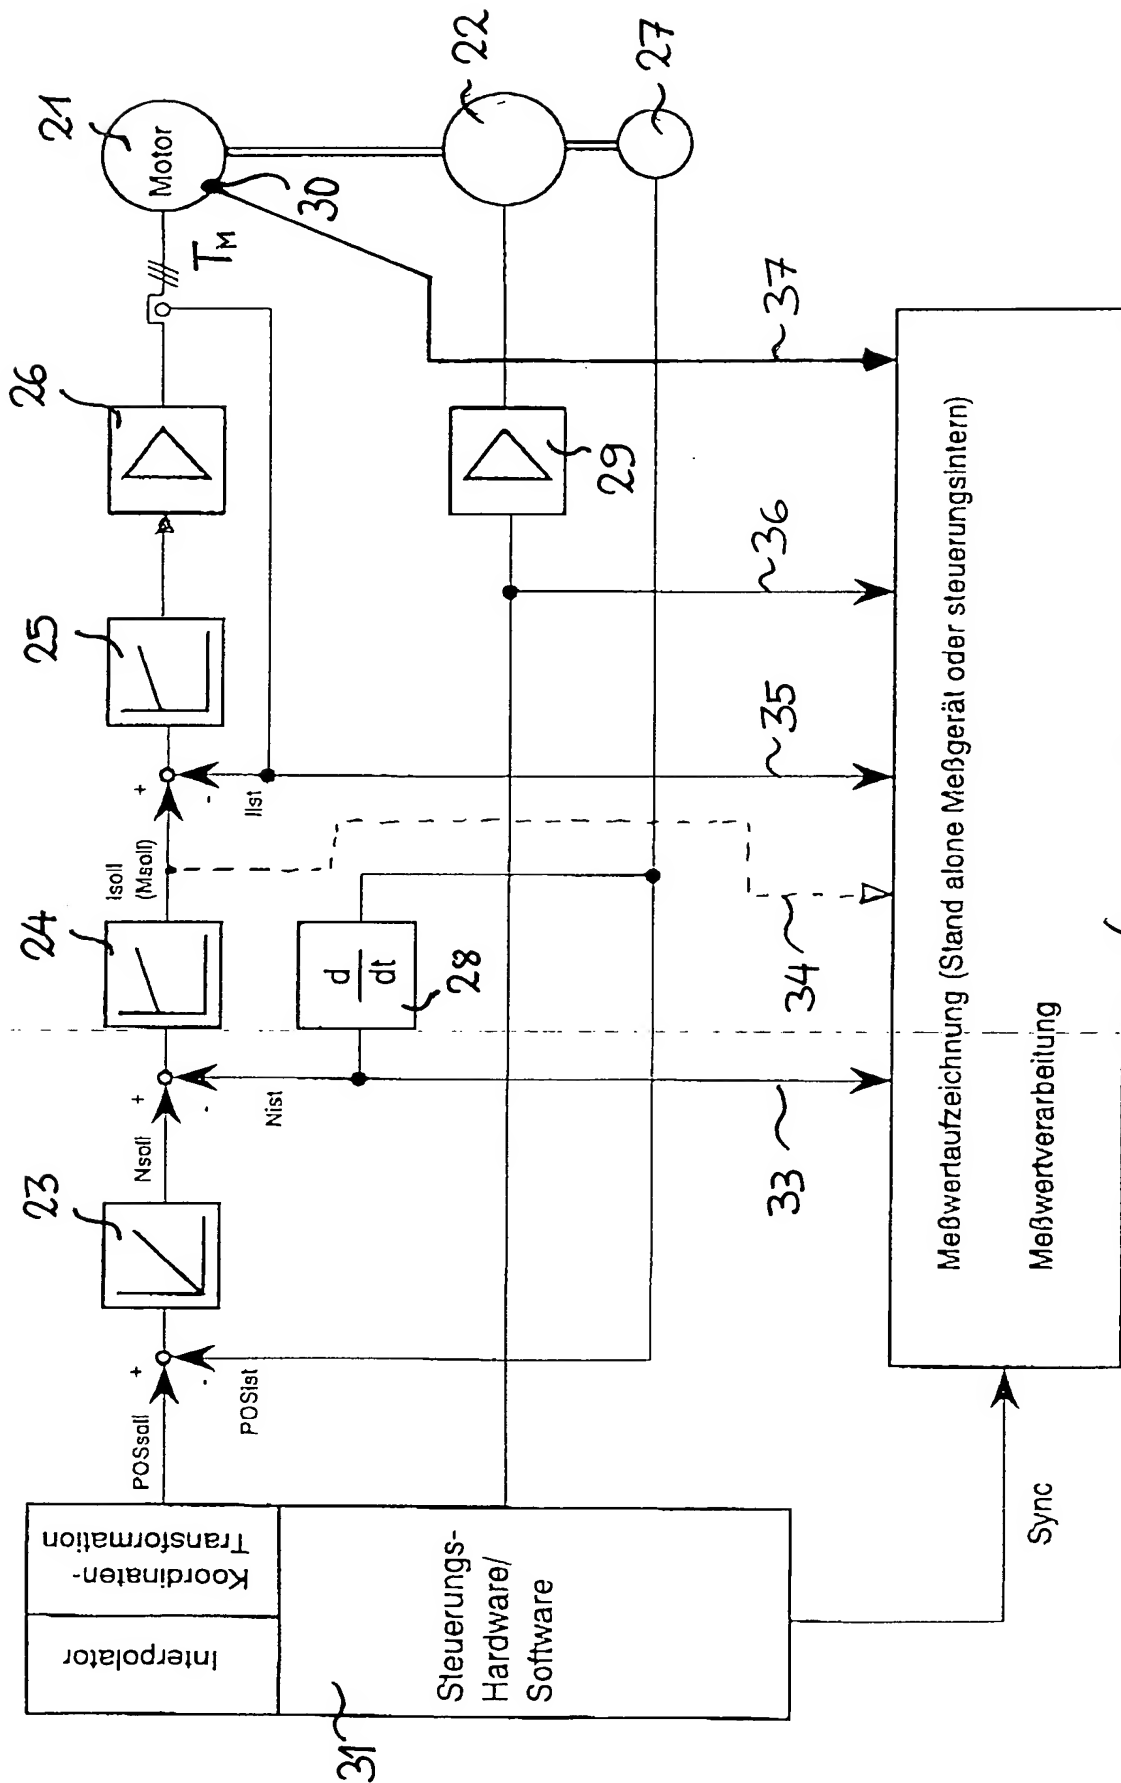 21
Motor
22
27
30
TM
26
29
37
25
36
35
+
-
Iist
Isoll
(Msoll)
24
d
dt
28
34
+
-
Nist
Nsoll
23
33
+
-
POSist
POSsoll
Koordinaten-
Transformation
Interpolator
Steuerungs-
Hardware/
Software
31
Sync
Meßwertaufzeichnung (Stand alone Meßgerät oder steuerungsintern)
Meßwertverarbeitung